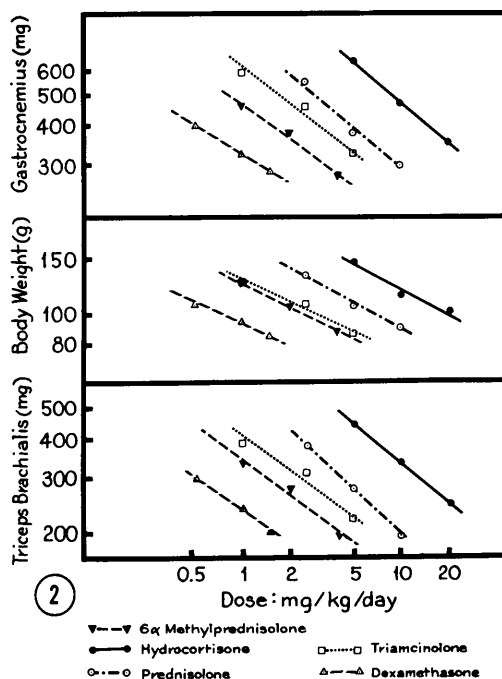 Gastrocnemius (mg)
600
500
400
300
Body Weight (g)
150
100
80
Triceps Brachialis (mg)
500
400
300
200
0.5 1 2 5 10 20
Dose: mg/kg/day
2
6α Methylprednisolone
Hydrocortisone
Prednisolone
Triamcinolone
Dexamethasone